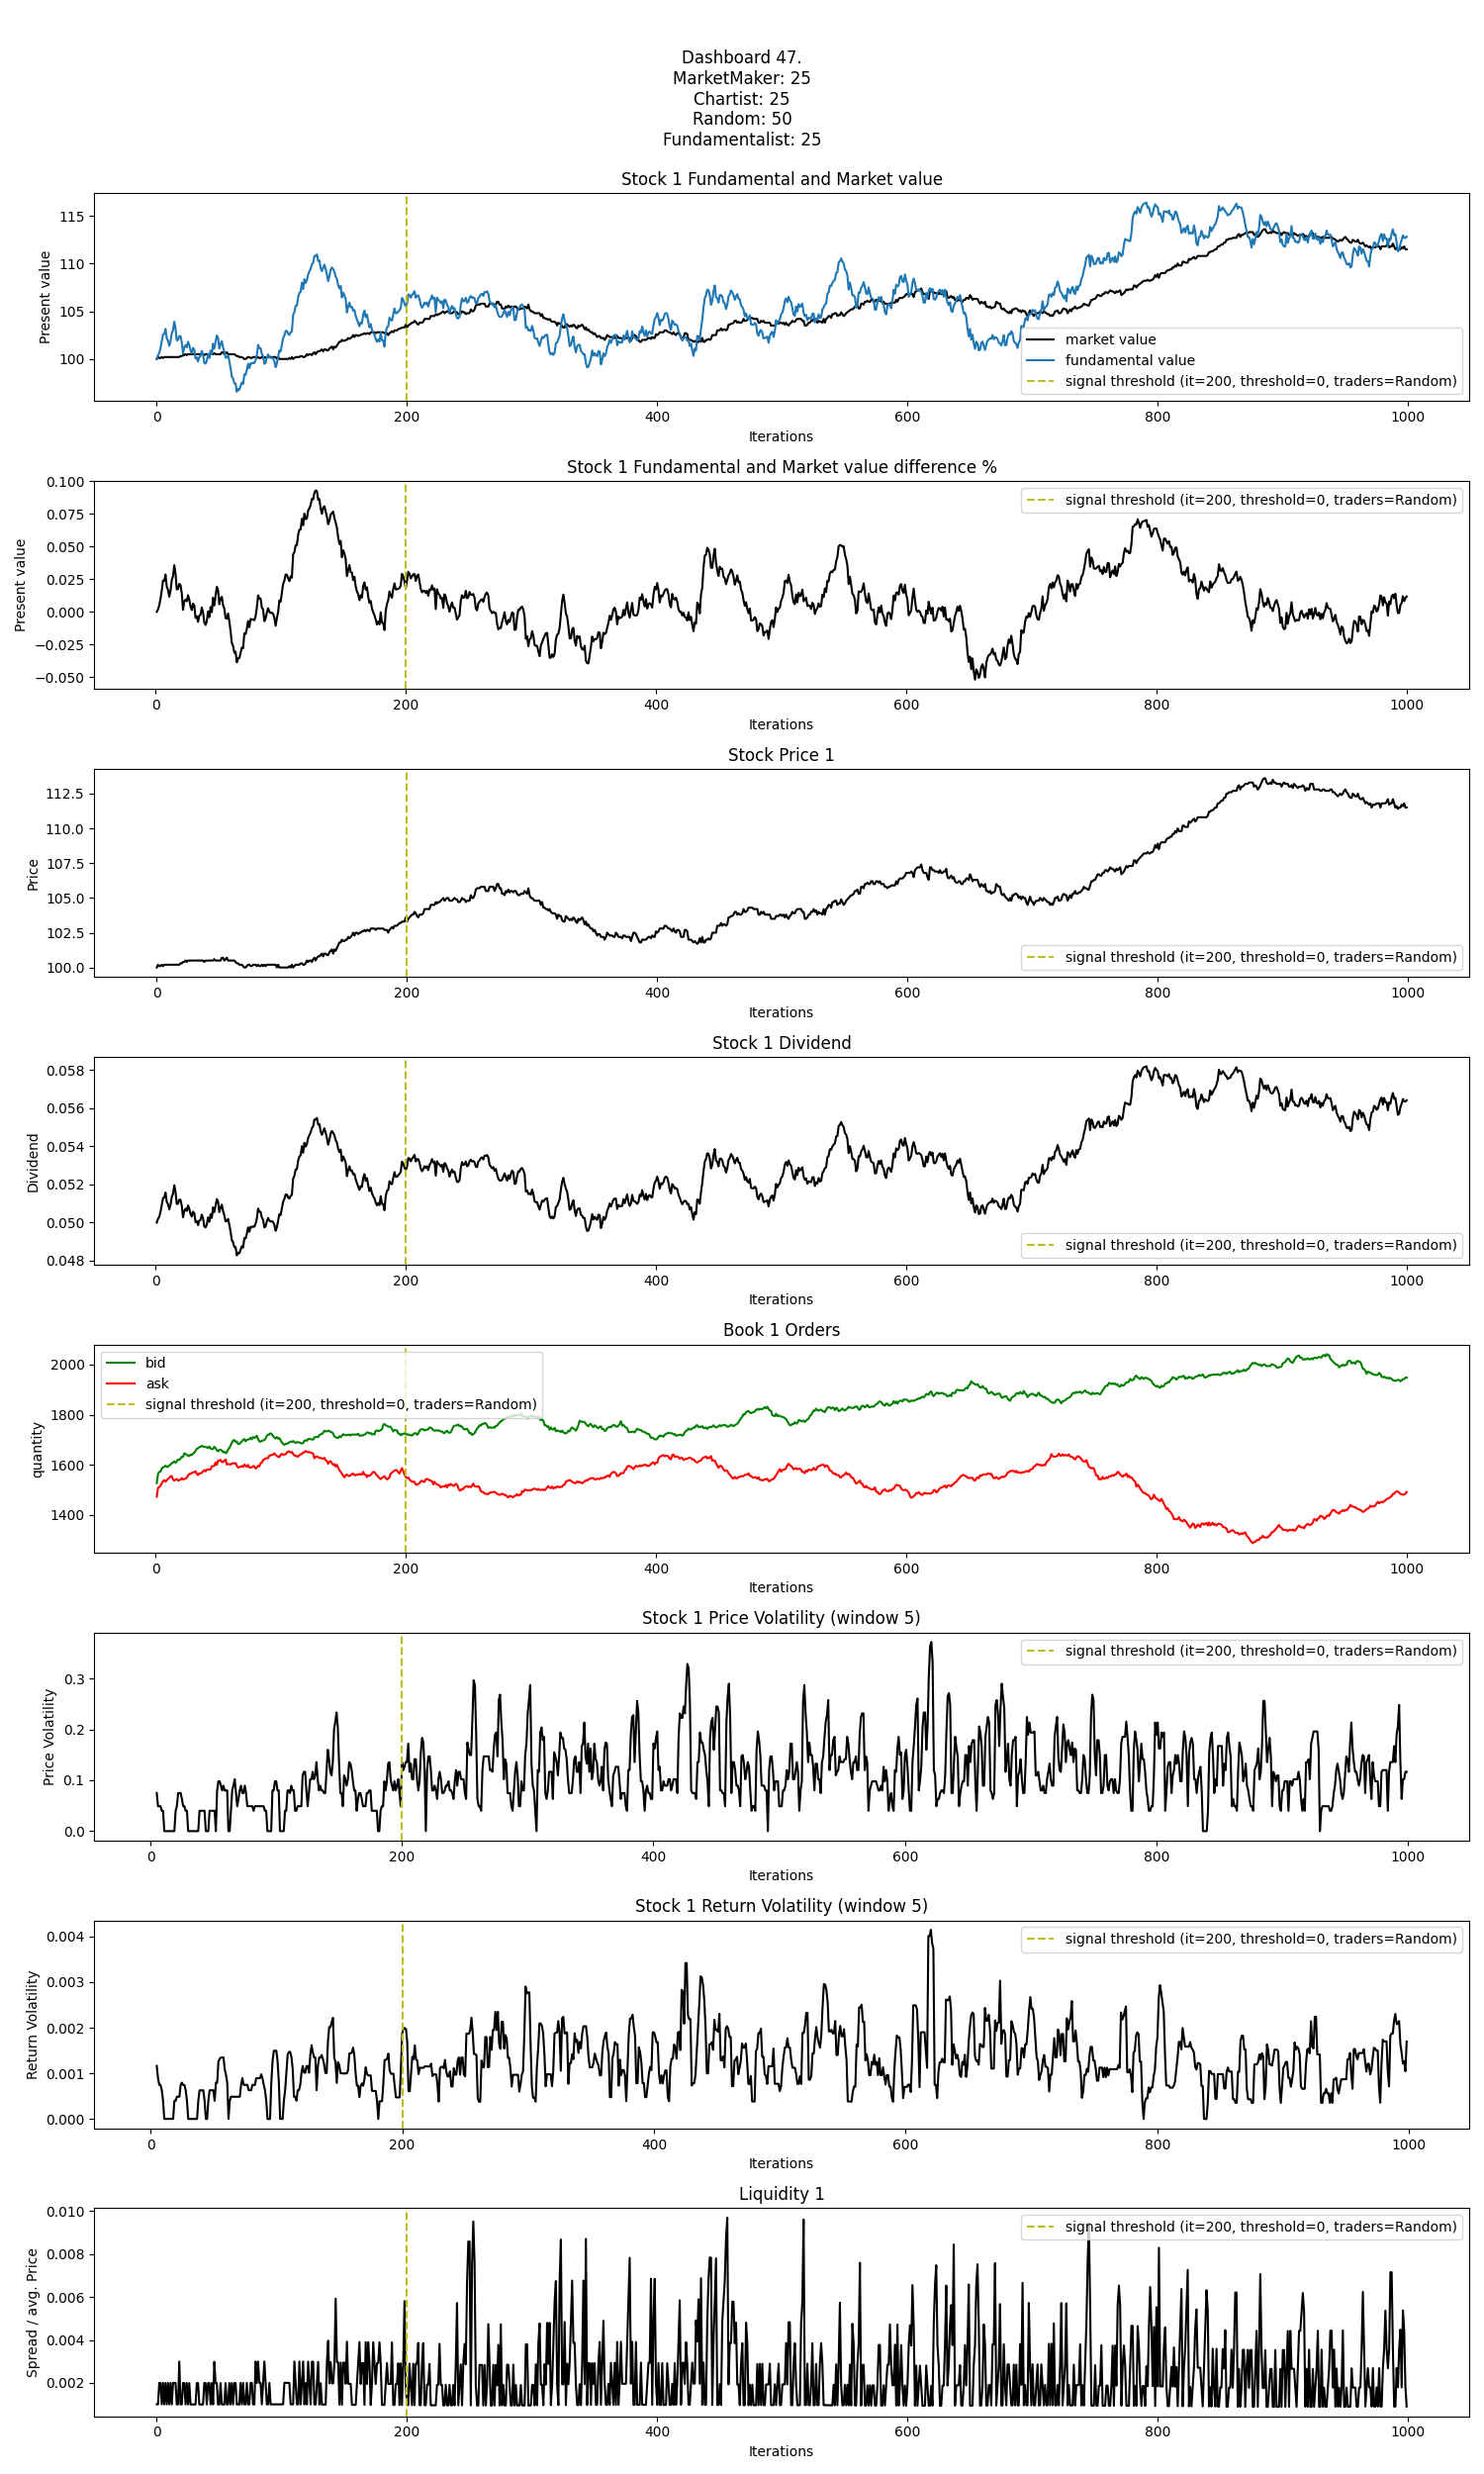 Dashboard 47.
MarketMaker: 25
Chartist: 25
Random: 50
Fundamentalist: 25
Stock 1 Fundamental and Market value
Present value
115
110
105
100
market value
fundamental value
signal threshold (it=200, threshold=0, traders=Random)
0 200 400 600 800 1000
Iterations
Stock 1 Fundamental and Market value difference %
Present value
0.100
0.075
0.050
0.025
0.000
−0.025
−0.050
signal threshold (it=200, threshold=0, traders=Random)
0 200 400 600 800 1000
Iterations
Stock Price 1
Price
112.5
110.0
107.5
105.0
102.5
100.0
signal threshold (it=200, threshold=0, traders=Random)
0 200 400 600 800 1000
Iterations
Stock 1 Dividend
Dividend
0.058
0.056
0.054
0.052
0.050
0.048
signal threshold (it=200, threshold=0, traders=Random)
0 200 400 600 800 1000
Iterations
Book 1 Orders
quantity
2000
1800
1600
1400
bid
ask
signal threshold (it=200, threshold=0, traders=Random)
0 200 400 600 800 1000
Iterations
Stock 1 Price Volatility (window 5)
Price Volatility
0.3
0.2
0.1
0.0
signal threshold (it=200, threshold=0, traders=Random)
0 200 400 600 800 1000
Iterations
Stock 1 Return Volatility (window 5)
Return Volatility
0.004
0.003
0.002
0.001
0.000
signal threshold (it=200, threshold=0, traders=Random)
0 200 400 600 800 1000
Iterations
Liquidity 1
Spread / avg. Price
0.010
0.008
0.006
0.004
0.002
signal threshold (it=200, threshold=0, traders=Random)
0 200 400 600 800 1000
Iterations